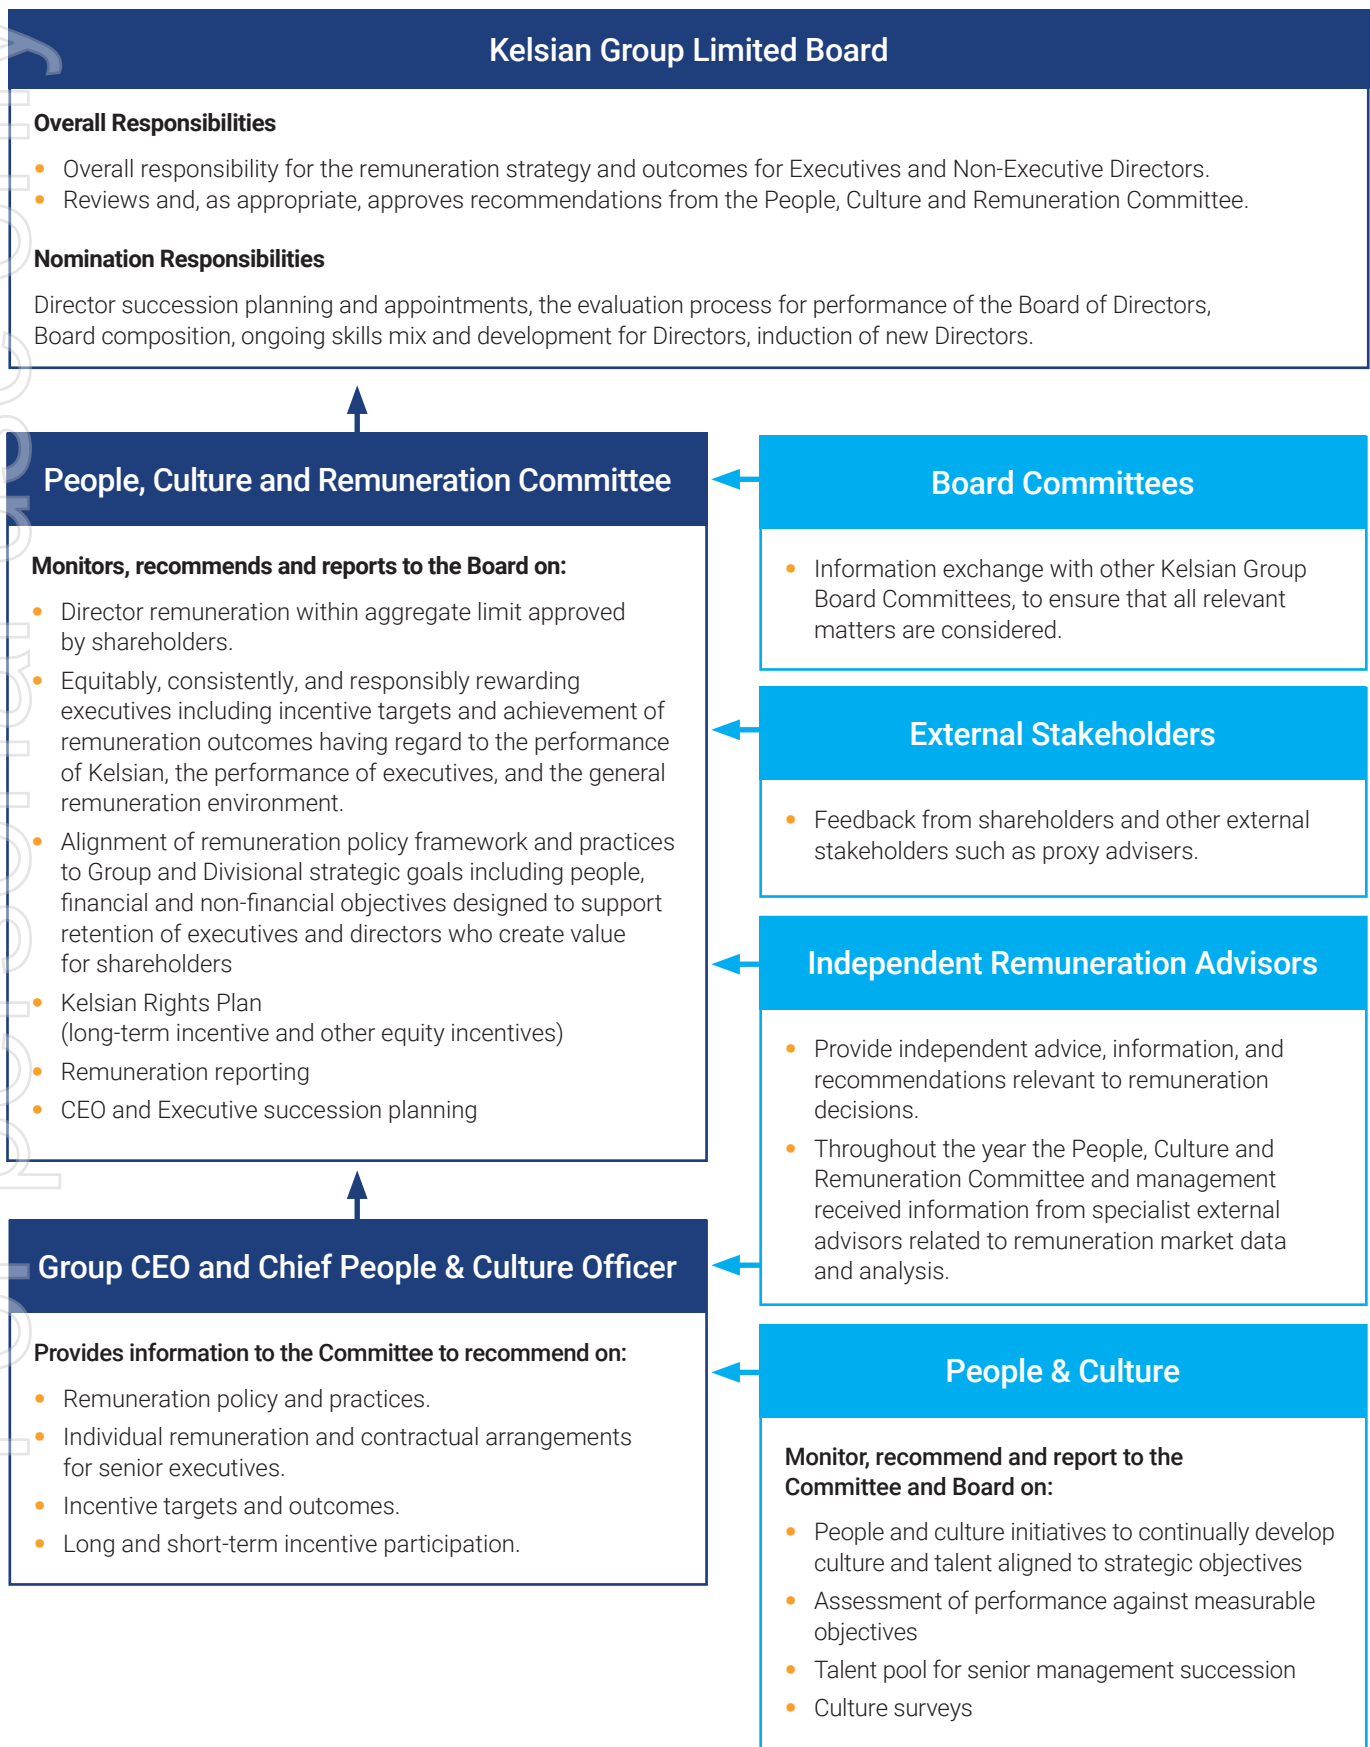 Kelsian Group Limited Board
Overall Responsibilities
• Overall responsibility for the remuneration strategy and outcomes for Executives and Non-Executive Directors.
• Reviews and, as appropriate, approves recommendations from the People, Culture and Remuneration Committee.
Nomination Responsibilities
Director succession planning and appointments, the evaluation process for performance of the Board of Directors,
Board composition, ongoing skills mix and development for Directors, induction of new Directors.
People, Culture and Remuneration Committee
Monitors, recommends and reports to the Board on:
• Director remuneration within aggregate limit approved
by shareholders.
• Equitably, consistently, and responsibly rewarding
executives including incentive targets and achievement of
remuneration outcomes having regard to the performance
of Kelsian, the performance of executives, and the general
remuneration environment.
• Alignment of remuneration policy framework and practices
to Group and Divisional strategic goals including people,
financial and non-financial objectives designed to support
retention of executives and directors who create value
for shareholders
• Kelsian Rights Plan
(long-term incentive and other equity incentives)
• Remuneration reporting
• CEO and Executive succession planning
Group CEO and Chief People & Culture Officer
Provides information to the Committee to recommend on:
• Remuneration policy and practices.
• Individual remuneration and contractual arrangements
for senior executives.
• Incentive targets and outcomes.
• Long and short-term incentive participation.
Board Committees
• Information exchange with other Kelsian Group
Board Committees, to ensure that all relevant
matters are considered.
External Stakeholders
• Feedback from shareholders and other external
stakeholders such as proxy advisers.
Independent Remuneration Advisors
• Provide independent advice, information, and
recommendations relevant to remuneration
decisions.
• Throughout the year the People, Culture and
Remuneration Committee and management
received information from specialist external
advisors related to remuneration market data
and analysis.
People & Culture
Monitor, recommend and report to the
Committee and Board on:
• People and culture initiatives to continually develop
culture and talent aligned to strategic objectives
• Assessment of performance against measurable
objectives
• Talent pool for senior management succession
• Culture surveys
For personal use only